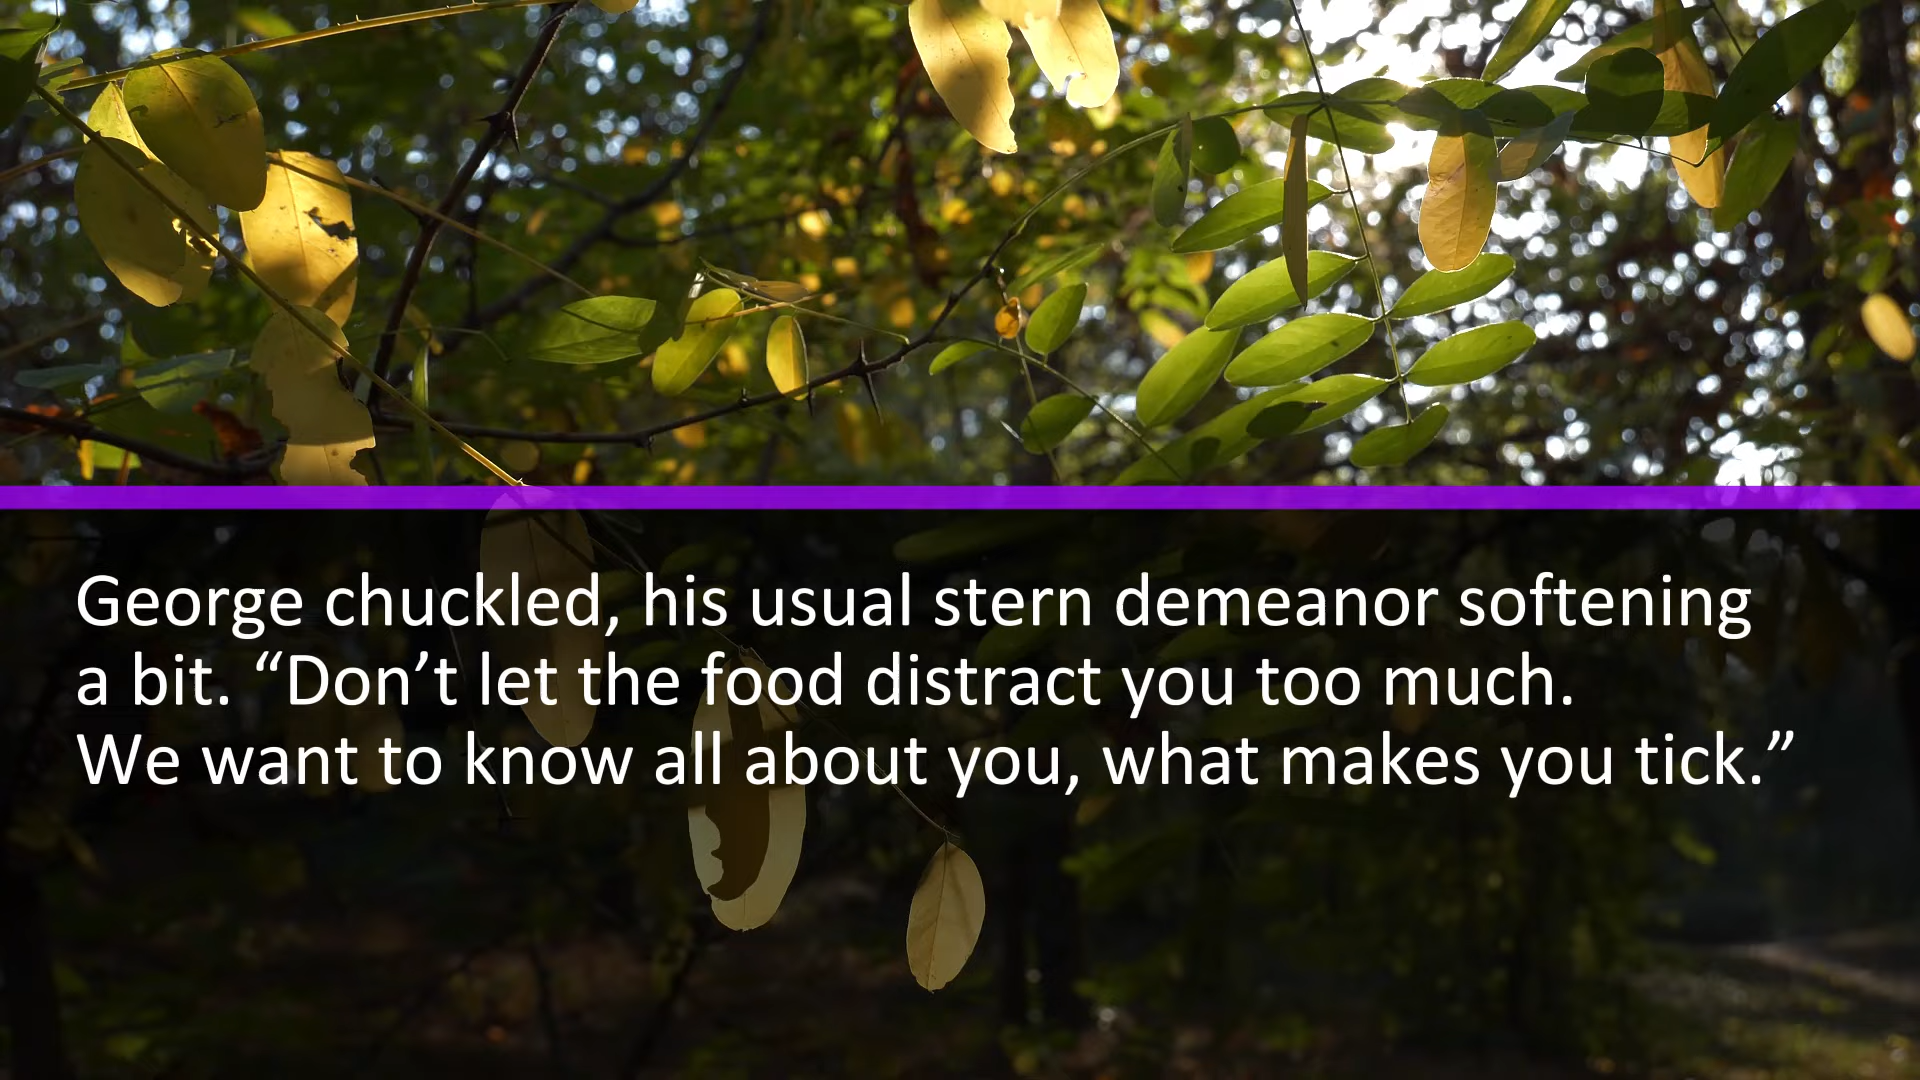 George chuckled, his usual stern demeanor softening
a bit. “Don’t let the food distract you too much.
We want to know all about you, what makes you tick.”